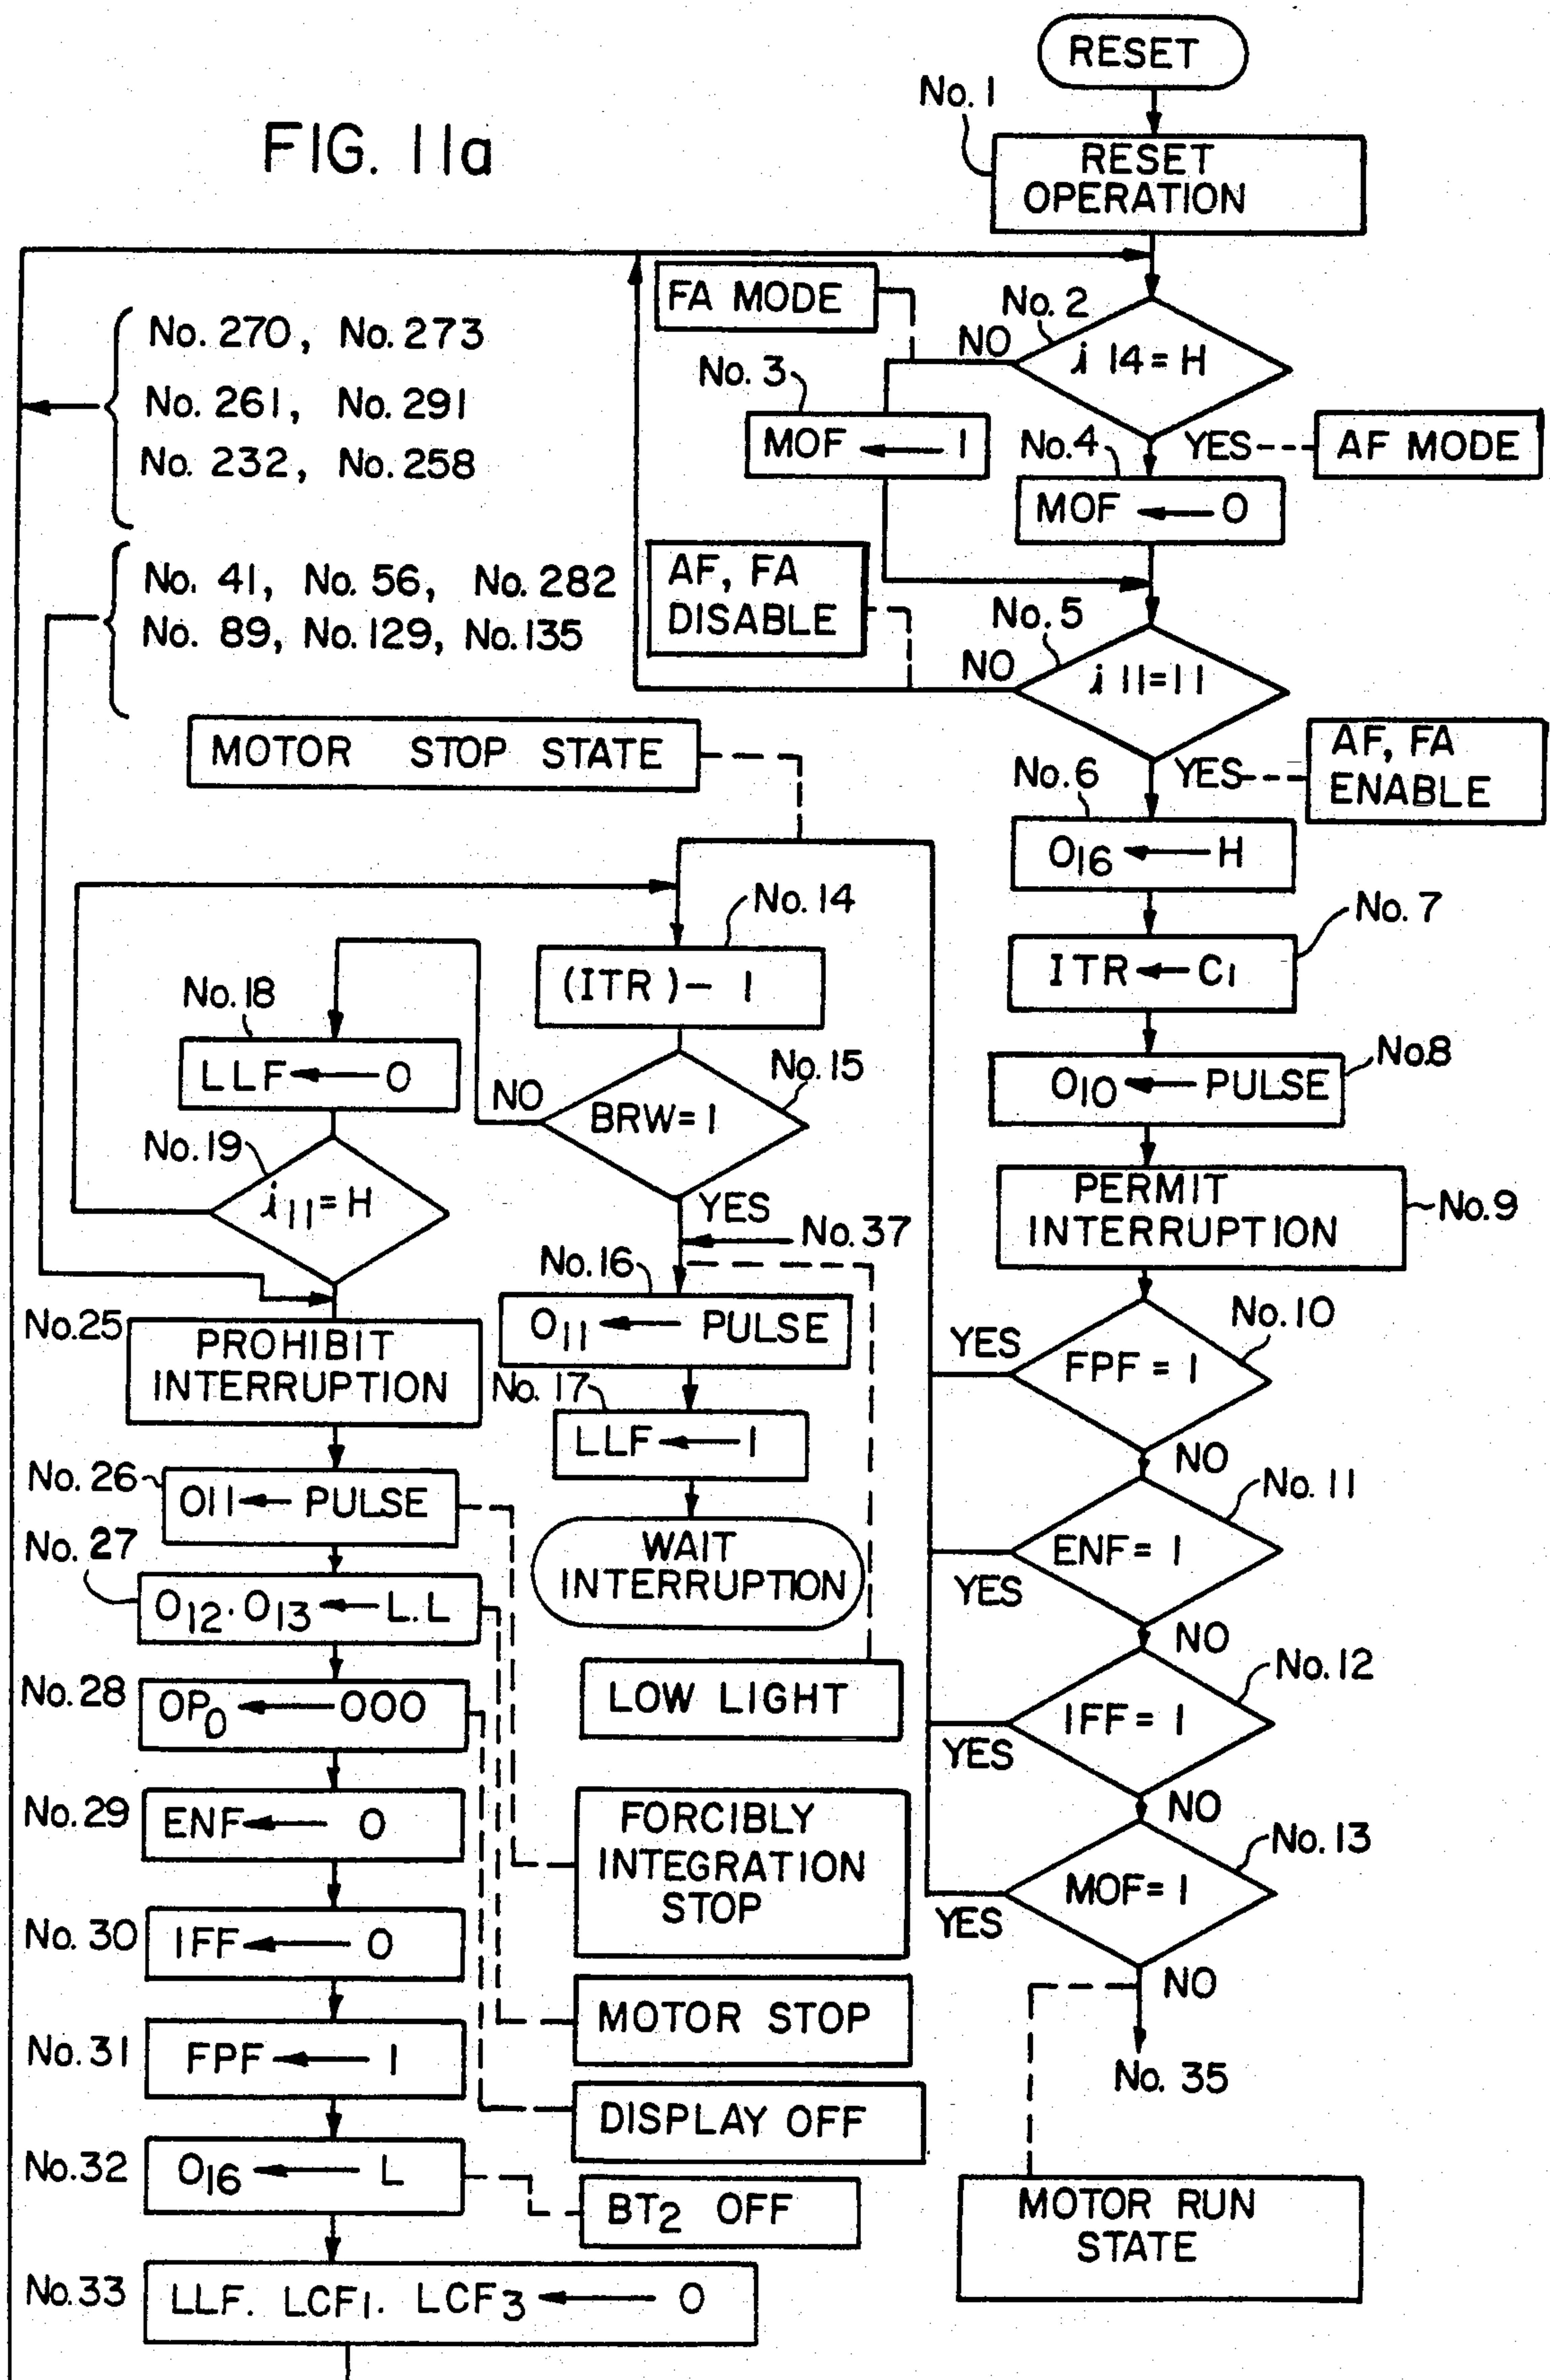 FIG. 11a
RESET
No. 1
RESET
OPERATION
FA MODE
No. 2
NO
i 14 = H
No. 3
MOF ← 1
No. 4
YES
AF MODE
MOF ← 0
No. 270, No. 273
No. 261, No. 291
No. 232, No. 258
No. 41, No. 56, No. 282
No. 89, No. 129, No. 135
AF, FA
DISABLE
No. 5
NO
i 11 = 11
YES
AF, FA
ENABLE
MOTOR STOP STATE
No. 6
O16 ← H
No. 7
ITR ← C1
No. 8
O10 ← PULSE
PERMIT
INTERRUPTION
No. 9
No. 14
(ITR) - 1
No. 15
NO
BRW = 1
YES
No. 37
No. 18
LLF ← 0
No. 19
i11 = H
No. 16
O11 ← PULSE
No. 17
LLF ← 1
WAIT
INTERRUPTION
LOW LIGHT
No. 10
YES
FPF = 1
NO
No. 11
ENF = 1
YES
NO
No. 12
IFF = 1
YES
NO
No. 13
MOF = 1
YES
NO
No. 35
MOTOR RUN
STATE
No. 25
PROHIBIT
INTERRUPTION
No. 26
O11 ← PULSE
No. 27
O12 · O13 ← L.L
No. 28
OP0 ← 000
No. 29
ENF ← 0
No. 30
IFF ← 0
No. 31
FPF ← 1
No. 32
O16 ← L
No. 33
LLF. LCF1. LCF3 ← 0
FORCIBLY
INTEGRATION
STOP
MOTOR STOP
DISPLAY OFF
BT2 OFF